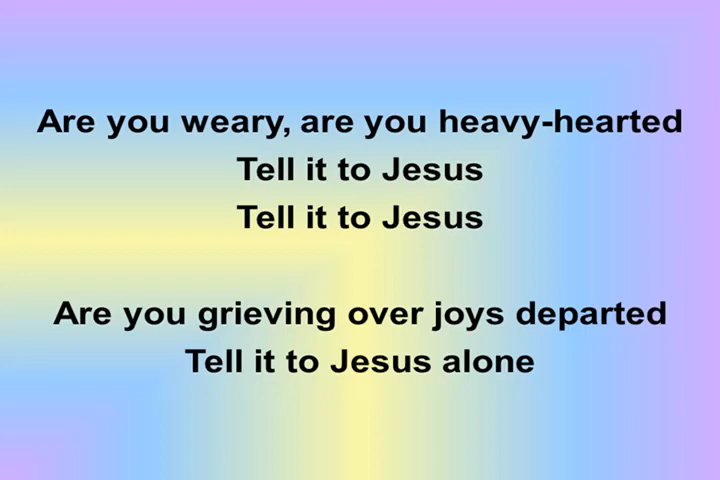 Are you weary, are you heavy-hearted
Tell it to Jesus
Tell it to Jesus
Are you grieving over joys departed
Tell it to Jesus alone